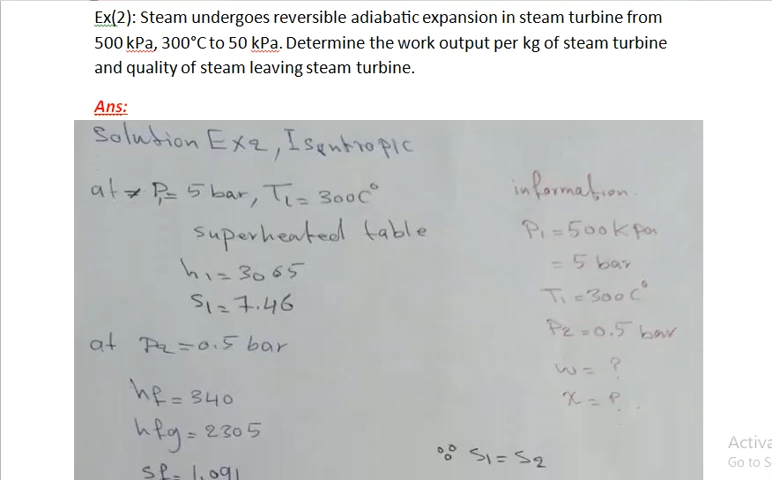 Ex(2): Steam undergoes reversible adiabatic expansion in steam turbine from
500 kPa, 300°C to 50 kPa. Determine the work output per kg of steam turbine
and quality of steam leaving steam turbine.
Ans:
Solution Ex2, Isentropic
at P1= 5 bar, T1= 300C°
superheated table
h1= 3065
S1= 7.46
at P2=0.5 bar
hf= 340
hfg= 2305
Sf= 1.091
information.
P1=500kpa
= 5 bar
T1=300C°
P2=0.5 bar
w= ?
x= ?
S1= S2
Activa
Go to S